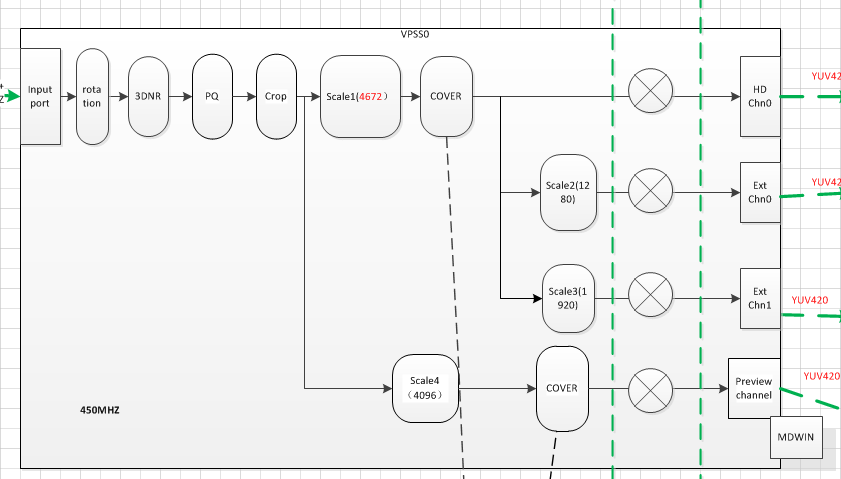 VPSS0
Input
port
rota
tion
3DNR
PQ
Crop
Scale1(4672）
COVER
HD
Chn0
YUV42
Z
Scale2(12
80)
Ext
Chn0
YUV42
Scale3(1
920)
Ext
Chn1
YUV420
Scale4
（4096）
COVER
Preview
channel
YUV420
450MHZ
MDWIN